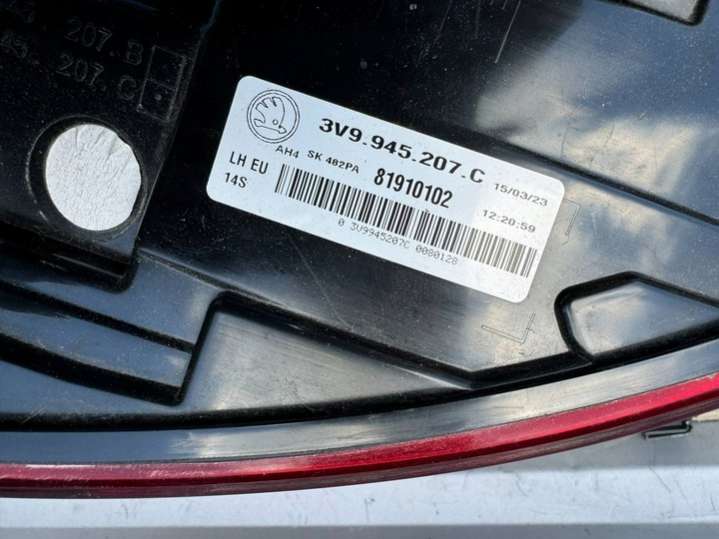 207.B
207.C
3V9.945.207.C
AH4 SK 482PA 81910102 15/03/23
LH EU
14S
12:20:59
0 3V9945207C 0080128